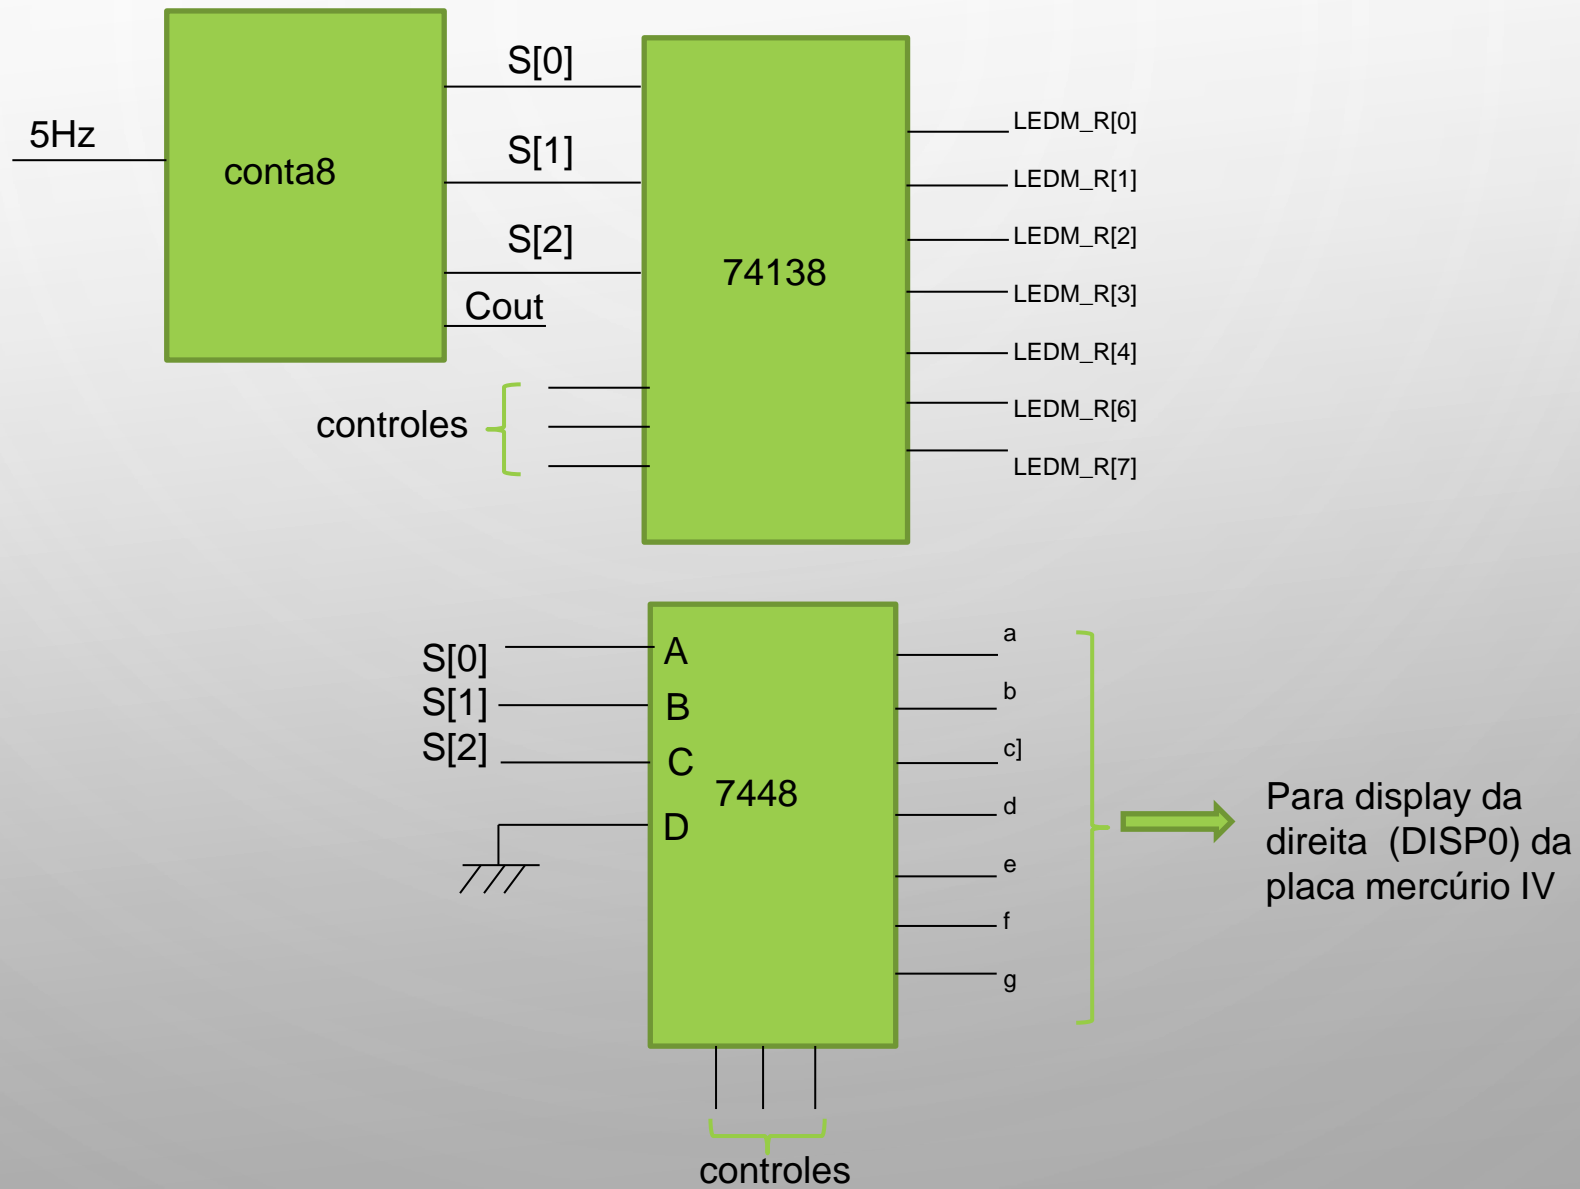 5Hz
conta8
S[0]
S[1]
S[2]
Cout
controles
74138
LEDM_R[0]
LEDM_R[1]
LEDM_R[2]
LEDM_R[3]
LEDM_R[4]
LEDM_R[6]
LEDM_R[7]
S[0]
S[1]
S[2]
A
B
C
D
7448
a
b
c]
d
e
f
g
controles
Para display da
direita (DISP0) da
placa mercúrio IV